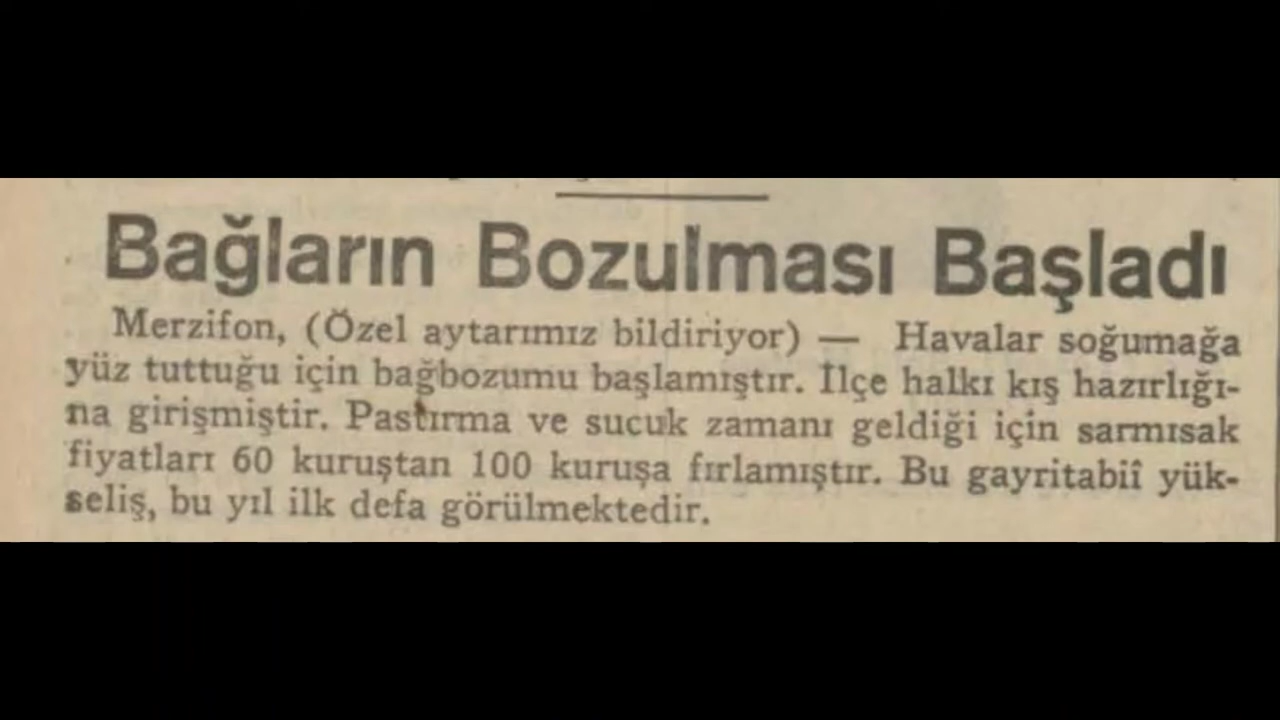 Bağların Bozulması Başladı
Merzifon, (Özel aytarımız bildiriyor) — Havalar soğumağa
yüz tuttuğu için bağbozumu başlamıştır. İlçe halkı kış hazırlığı-
na girişmiştir. Pastırma ve sucuk zamanı geldiği için sarmısak
fiyatları 60 kuruştan 100 kuruşa fırlamıştır. Bu gayritabiî yük-
seliş, bu yıl ilk defa görülmektedir.